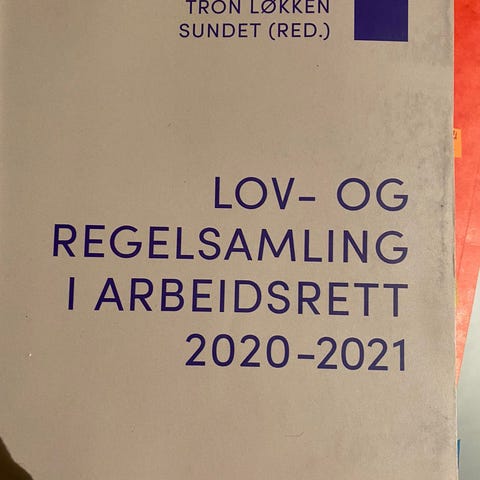 TRON LØKKEN
SUNDET (RED.)
LOV- OG
REGELSAMLING
I ARBEIDSRETT
2020-2021